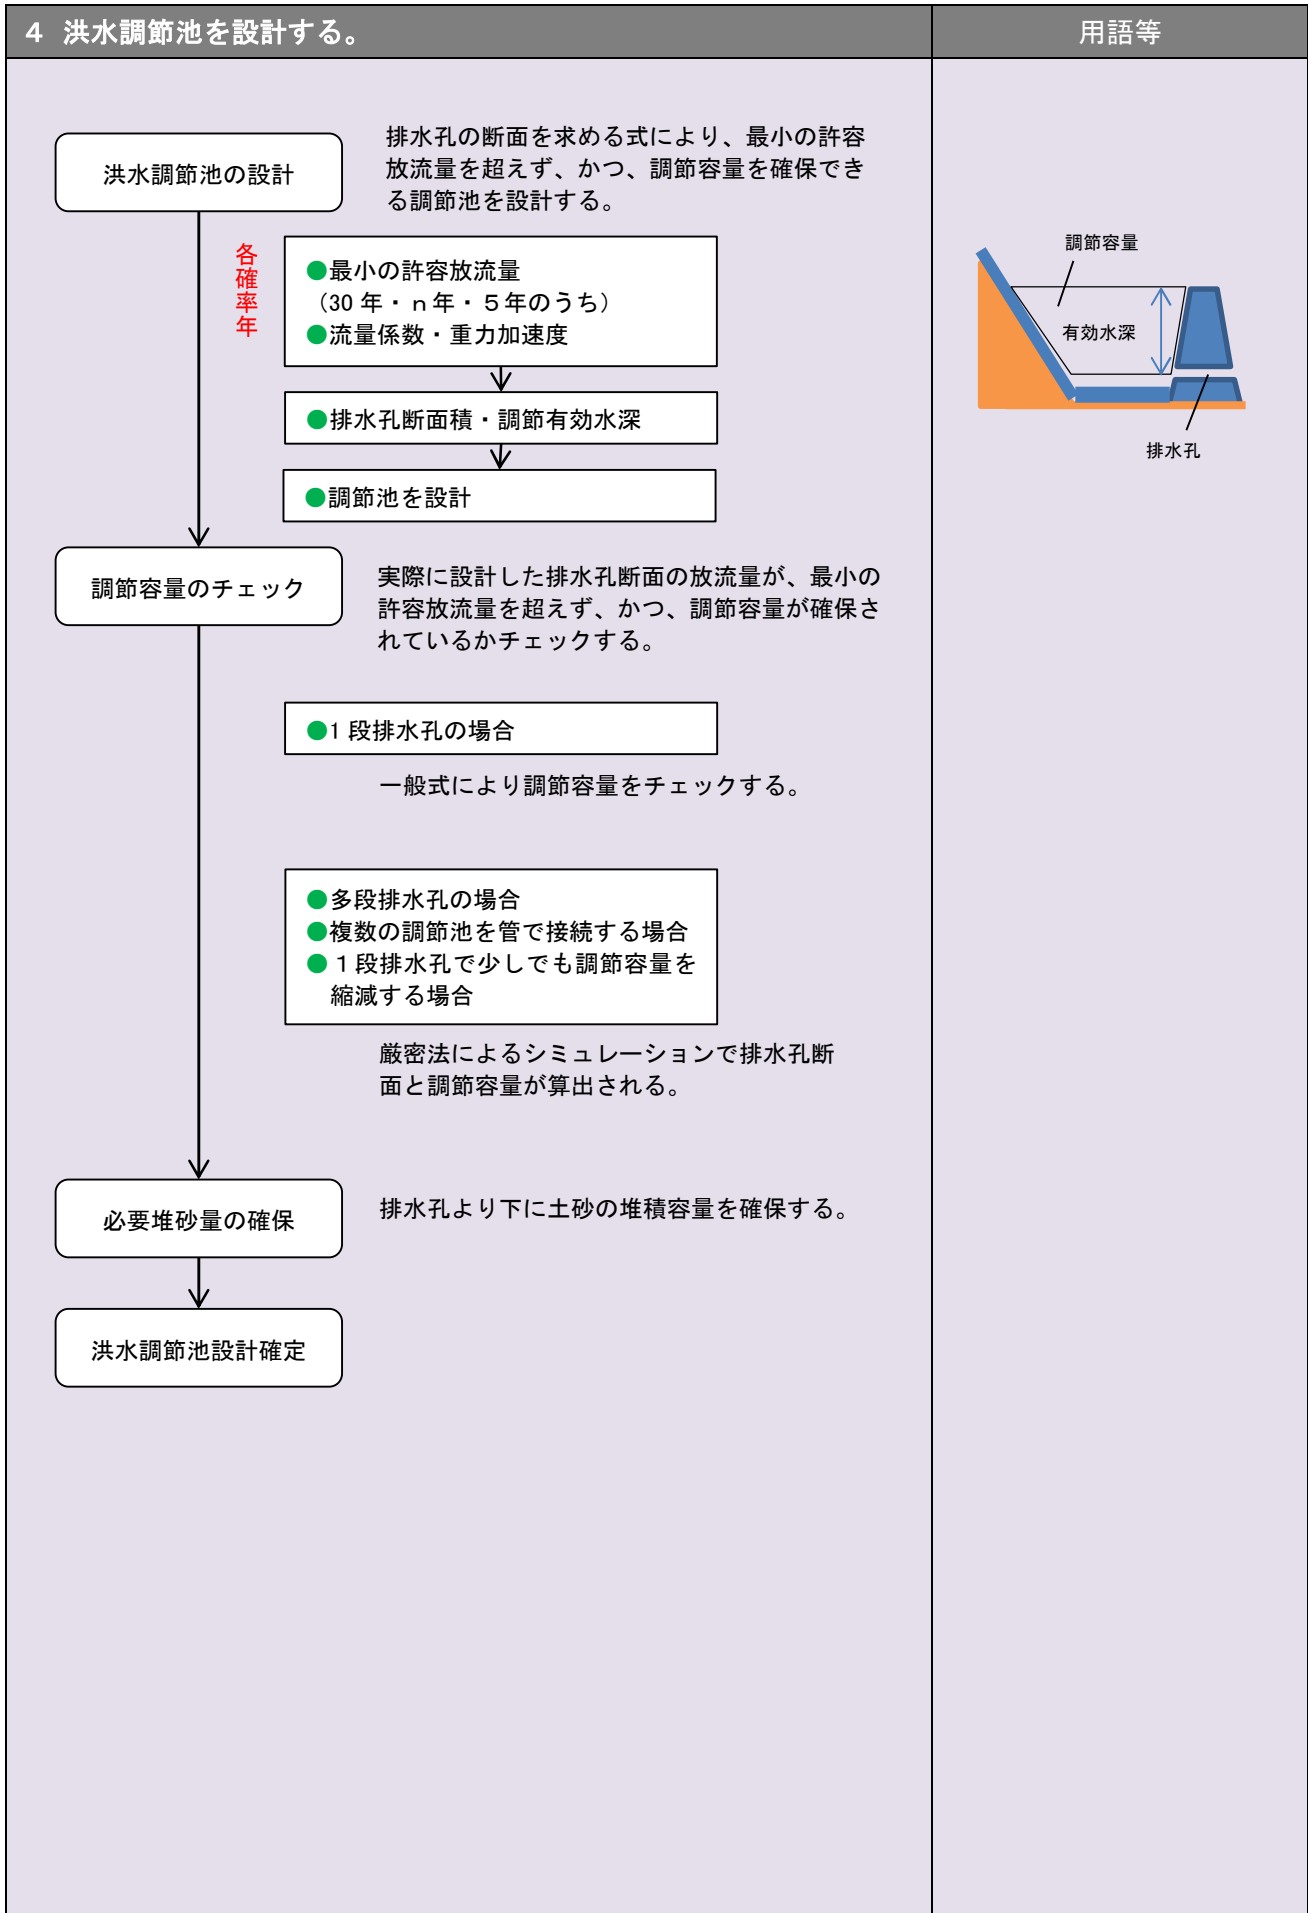 4 洪水調節池を設計する。
用語等
洪水調節池の設計
排水孔の断面を求める式により、最小の許容
放流量を超えず、かつ、調節容量を確保でき
る調節池を設計する。
各確率年
●最小の許容放流量
（30年・ｎ年・５年のうち）
●流量係数・重力加速度
●排水孔断面積・調節有効水深
●調節池を設計
調節容量のチェック
実際に設計した排水孔断面の放流量が、最小の
許容放流量を超えず、かつ、調節容量が確保さ
れているかチェックする。
●1段排水孔の場合
一般式により調節容量をチェックする。
●多段排水孔の場合
●複数の調節池を管で接続する場合
●１段排水孔で少しでも調節容量を
縮減する場合
厳密法によるシミュレーションで排水孔断
面と調節容量が算出される。
必要堆砂量の確保
排水孔より下に土砂の堆積容量を確保する。
洪水調節池設計確定
調節容量
有効水深
排水孔